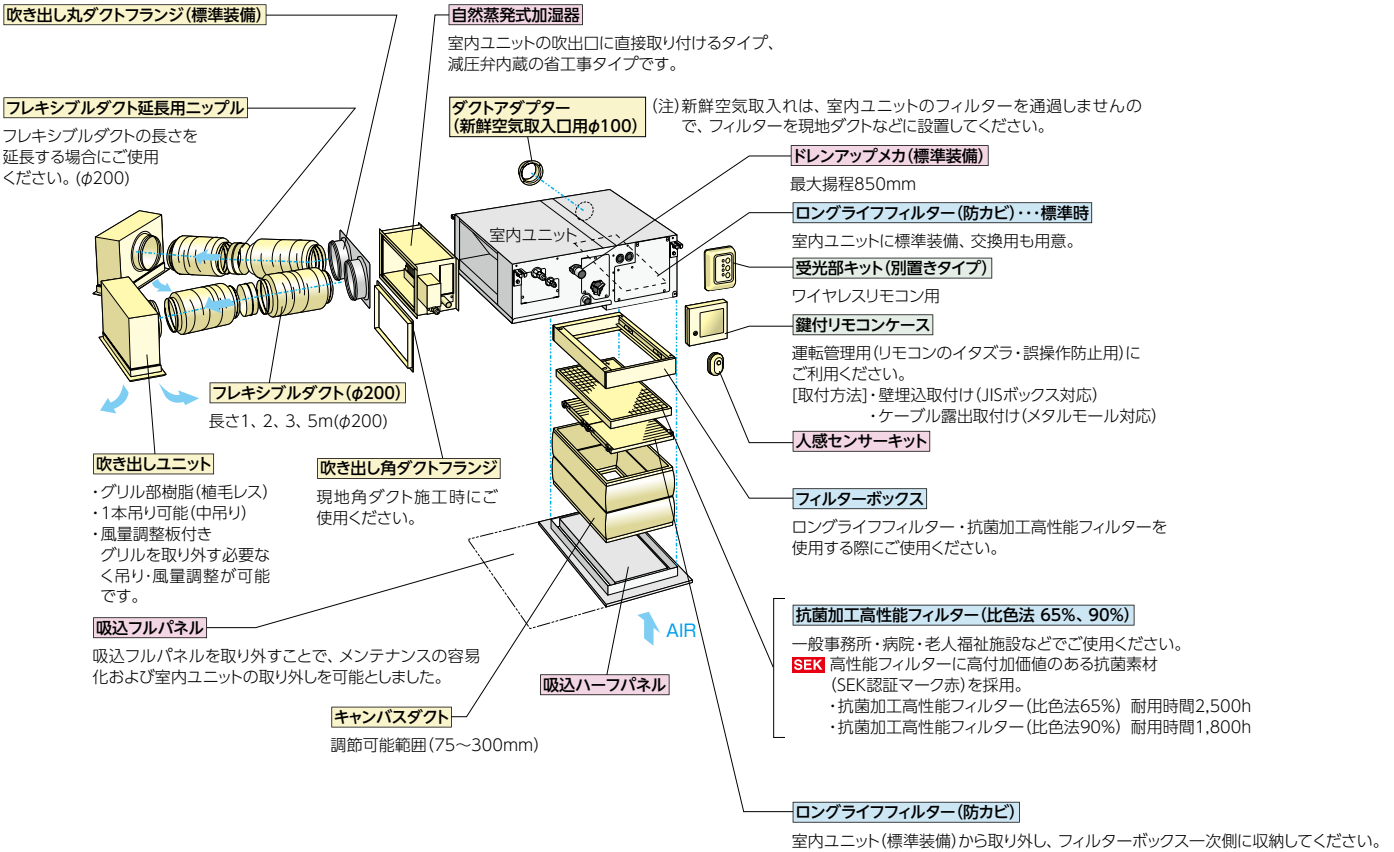 吹き出し丸ダクトフランジ(標準装備)
自然蒸発式加湿器
室内ユニットの吹出口に直接取り付けるタイプ、
減圧弁内蔵の省工事タイプです。
フレキシブルダクト延長用ニップル
フレキシブルダクトの長さを
延長する場合にご使用
ください。(φ200)
ダクトアダプター
(新鮮空気取入口用φ100)
(注)新鮮空気取入れは、室内ユニットのフィルターを通過しませんの
で、フィルターを現地ダクトなどに設置してください。
ドレンアップメカ(標準装備)
最大揚程850mm
ロングライフフィルター(防カビ)･･･標準時
室内ユニットに標準装備、交換用も用意。
室内ユニット
受光部キット(別置きタイプ)
ワイヤレスリモコン用
鍵付リモコンケース
運転管理用(リモコンのイタズラ・誤操作防止用)に
ご利用ください。
[取付方法]・壁埋込取付け(JISボックス対応)
・ケーブル露出取付け(メタルモール対応)
人感センサーキット
フレキシブルダクト(φ200)
長さ1、2、3、5m(φ200)
吹き出しユニット
・グリル部樹脂(植毛レス)
・1本吊り可能(中吊り)
・風量調整板付き
グリルを取り外す必要な
く吊り・風量調整が可能
です。
吹き出し角ダクトフランジ
現地角ダクト施工時にご
使用ください。
フィルターボックス
ロングライフフィルター・抗菌加工高性能フィルターを
使用する際にご使用ください。
吸込フルパネル
吸込フルパネルを取り外すことで、メンテナンスの容易
化および室内ユニットの取り外しを可能としました。
AIR
吸込ハーフパネル
キャンバスダクト
調節可能範囲(75〜300mm)
抗菌加工高性能フィルター(比色法 65%、90%)
一般事務所・病院・老人福祉施設などでご使用ください。
SEK 高性能フィルターに高付加価値のある抗菌素材
(SEK認証マーク赤)を採用。
・抗菌加工高性能フィルター(比色法65%) 耐用時間2,500h
・抗菌加工高性能フィルター(比色法90%) 耐用時間1,800h
ロングライフフィルター(防カビ)
室内ユニット(標準装備)から取り外し、フィルターボックス一次側に収納してください。